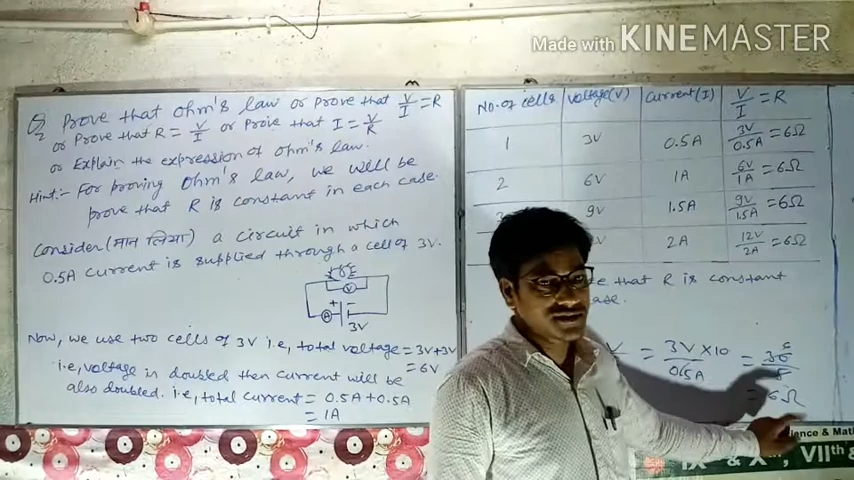 Made with KINEMASTER
Q2 Prove that ohm's law or prove that V/I = R
or Prove that R = V/I or prove that I = V/R
or Explain the expression of ohm's law.
Hint:- For proving ohm's law, we will be
prove that R is constant in each case.
Consider (मान लिया) a circuit in which
0.5A current is supplied through a cell of 3V.
V
+ -
A
3V
Now, we use two cells of 3V i.e, total voltage = 3V+3V
= 6V
i.e, voltage in doubled then current will be
also doubled. i.e, total current = 0.5A + 0.5A
= 1A
No. of cells Voltage(V) Current(I) V/I = R
1 3V 0.5A 3V/0.5A = 6Ω
2 6V 1A 6V/1A = 6Ω
3 9V 1.5A 9V/1.5A = 6Ω
2A 12V/2A = 6Ω
that R is constant
= 3V×10/0.5A
= 6Ω
& X
VIIth &